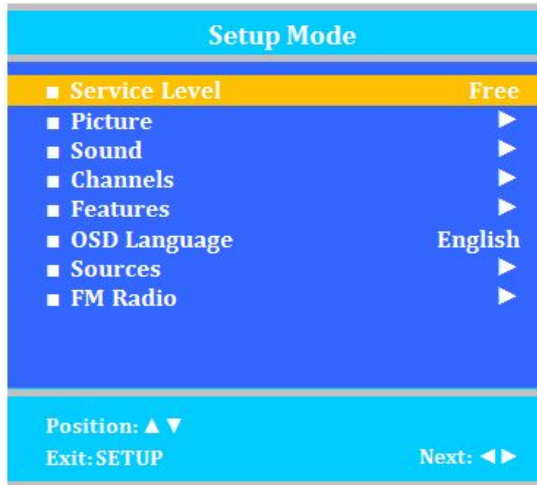 Setup Mode
■ Service Level Free
■ Picture ▶
■ Sound ▶
■ Channels ▶
■ Features ▶
■ OSD Language English
■ Sources ▶
■ FM Radio ▶
Position: ▲ ▼
Exit: SETUP Next: ◀ ▶